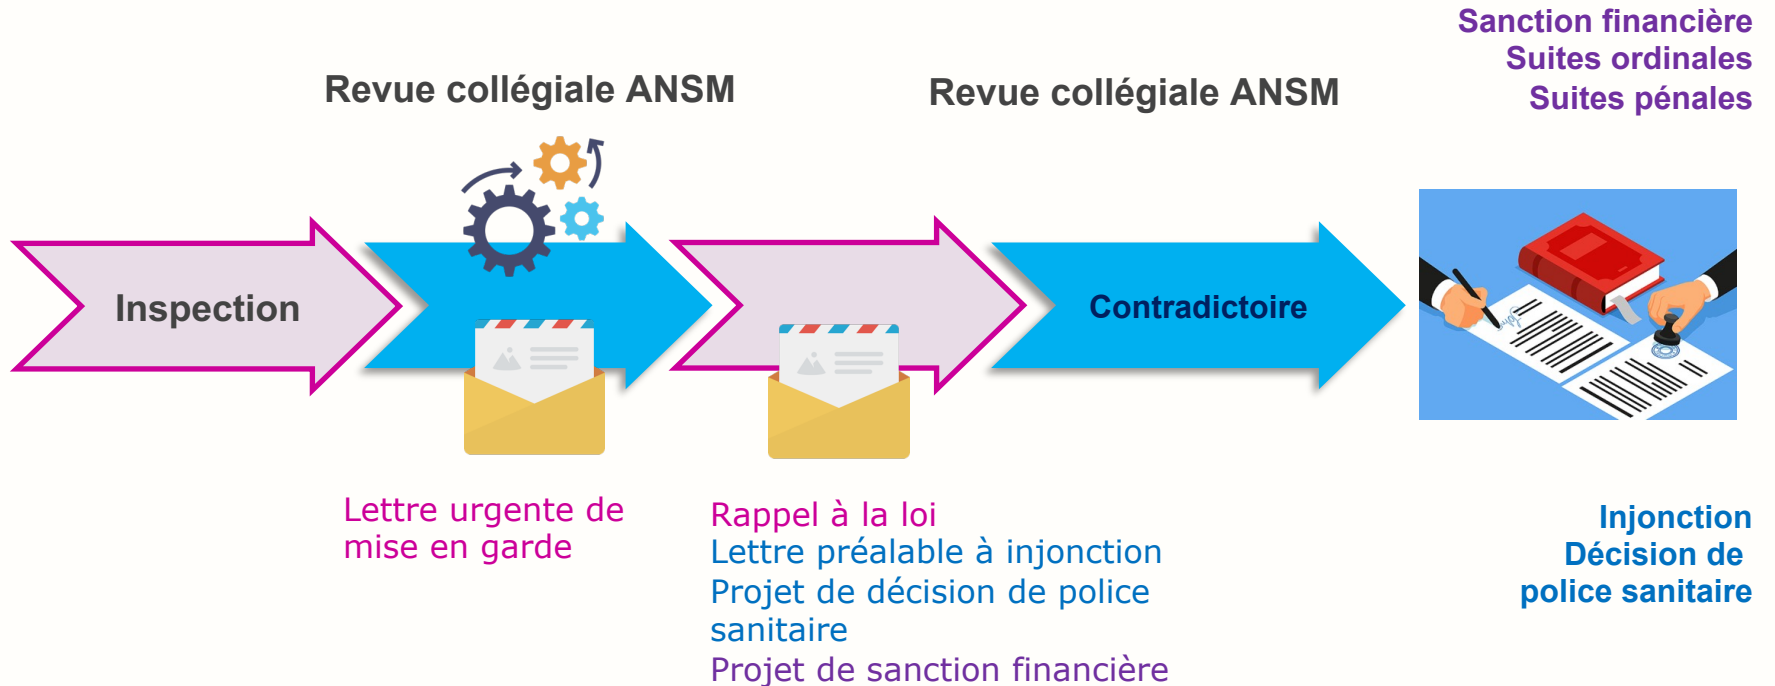 Sanction financière
Suites ordinales
Suites pénales
Revue collégiale ANSM
Revue collégiale ANSM
Inspection
Contradictoire
Lettre urgente de
mise en garde
Rappel à la loi
Lettre préalable à injonction
Projet de décision de police
sanitaire
Projet de sanction financière
Injonction
Décision de
police sanitaire